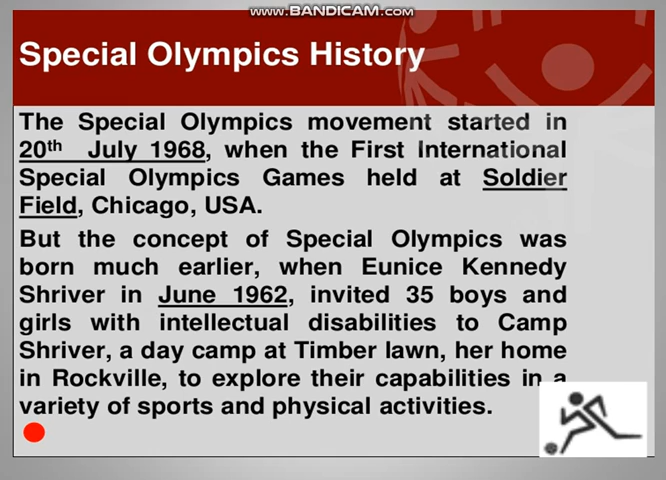 www.BANDICAM.com
Special Olympics History
The Special Olympics movement started in
20th July 1968, when the First International
Special Olympics Games held at Soldier
Field, Chicago, USA.
But the concept of Special Olympics was
born much earlier, when Eunice Kennedy
Shriver in June 1962, invited 35 boys and
girls with intellectual disabilities to Camp
Shriver, a day camp at Timber lawn, her home
in Rockville, to explore their capabilities in a
variety of sports and physical activities.